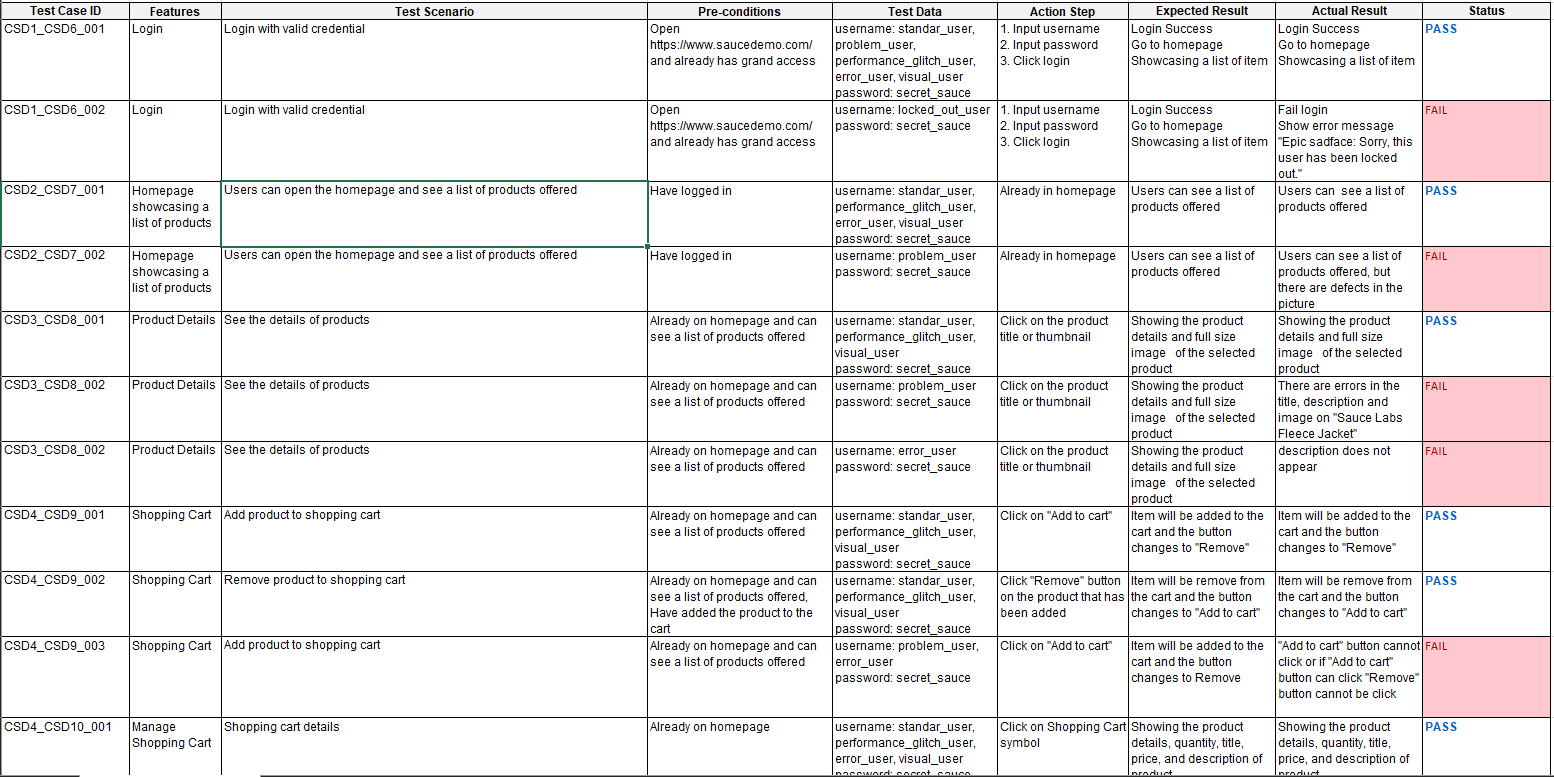 Test Case ID Features Test Scenario Pre-conditions Test Data Action Step Expected Result Actual Result Status
CSD1_CSD6_001 Login Login with valid credential Open username: standar_user, 1. Input username Login Success Login Success PASS
https://www.saucedemo.com/ problem_user, 2. Input password Go to homepage Go to homepage
and already has grand access performance_glitch_user, 3. Click login Showcasing a list of item Showcasing a list of item
error_user, visual_user
password: secret_sauce
CSD1_CSD6_002 Login Login with valid credential Open username: locked_out_user 1. Input username Login Success Fail login FAIL
https://www.saucedemo.com/ password: secret_sauce 2. Input password Go to homepage Show error message
and already has grand access 3. Click login Showcasing a list of item "Epic sadface: Sorry, this
user has been locked
out."
CSD2_CSD7_001 Homepage Users can open the homepage and see a list of products offered Have logged in username: standar_user, Already in homepage Users can see a list of Users can  see a list of PASS
showcasing a performance_glitch_user, products offered products offered
list of products error_user, visual_user
password: secret_sauce
CSD2_CSD7_002 Homepage Users can open the homepage and see a list of products offered Have logged in username: problem_user Already in homepage Users can see a list of Users can see a list of FAIL
showcasing a password: secret_sauce products offered products offered, but
list of products there are defects in the
picture
CSD3_CSD8_001 Product Details See the details of products Already on homepage and can username: standar_user, Click on the product Showing the product Showing the product PASS
see a list of products offered performance_glitch_user, title or thumbnail details and full size details and full size
visual_user image   of the selected image   of the selected
password: secret_sauce product product
CSD3_CSD8_002 Product Details See the details of products Already on homepage and can username: problem_user Click on the product Showing the product There are errors in the FAIL
see a list of products offered password: secret_sauce title or thumbnail details and full size title, description and
image   of the selected image on "Sauce Labs
product Fleece Jacket"
CSD3_CSD8_002 Product Details See the details of products Already on homepage and can username: error_user Click on the product Showing the product description does not FAIL
see a list of products offered password: secret_sauce title or thumbnail details and full size appear
image   of the selected
product
CSD4_CSD9_001 Shopping Cart Add product to shopping cart Already on homepage and can username: standar_user, Click on "Add to cart" Item will be added to the Item will be added to the PASS
see a list of products offered performance_glitch_user, cart and the button cart and the button
visual_user changes to "Remove" changes to "Remove"
password: secret_sauce
CSD4_CSD9_002 Shopping Cart Remove product to shopping cart Already on homepage and can username: standar_user, Click "Remove" button Item will be remove from Item will be remove from PASS
see a list of products offered, performance_glitch_user, on the product that has the cart and the button the cart and the button
Have added the product to the visual_user been added changes to "Add to cart" changes to "Add to cart"
cart password: secret_sauce
CSD4_CSD9_003 Shopping Cart Add product to shopping cart Already on homepage and can username: problem_user, Click on "Add to cart" Item will be added to the "Add to cart" button cannot FAIL
see a list of products offered error_user cart and the button click or if "Add to cart"
password: secret_sauce changes to Remove button can click "Remove"
button cannot be click
CSD4_CSD10_001 Manage Shopping cart details Already on homepage username: standar_user, Click on Shopping Cart Showing the product Showing the product PASS
Shopping Cart performance_glitch_user, symbol details, quantity, title, details, quantity, title,
error_user, visual_user price, and description of price, and description of
password: secret_sauce product product